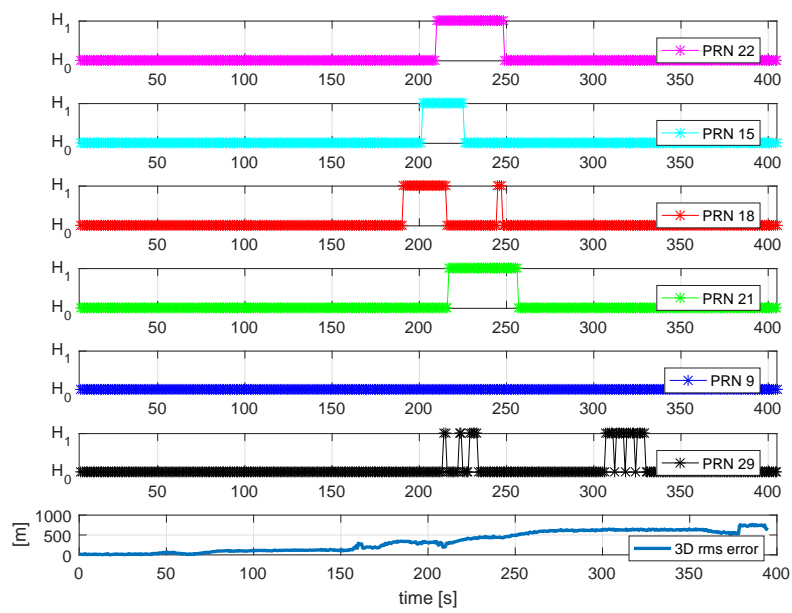 H1
H0
PRN 22
50 100 150 200 250 300 350 400
H1
H0
PRN 15
50 100 150 200 250 300 350 400
H1
H0
PRN 18
50 100 150 200 250 300 350 400
H1
H0
PRN 21
50 100 150 200 250 300 350 400
H1
H0
PRN 9
50 100 150 200 250 300 350 400
H1
H0
PRN 29
50 100 150 200 250 300 350 400
[m]
1000
500
0
3D rms error
0 50 100 150 200 250 300 350 400
time [s]